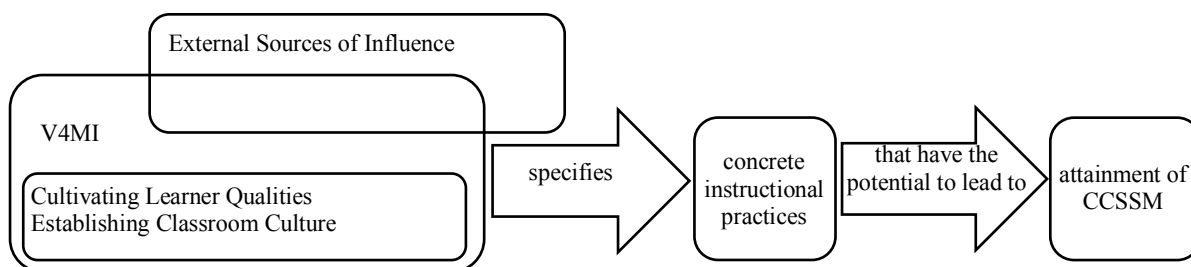 External Sources of Influence
V4MI
Cultivating Learner Qualities
Establishing Classroom Culture
specifies
concrete
instructional
practices
that have the
potential to lead to
attainment of
CCSSM